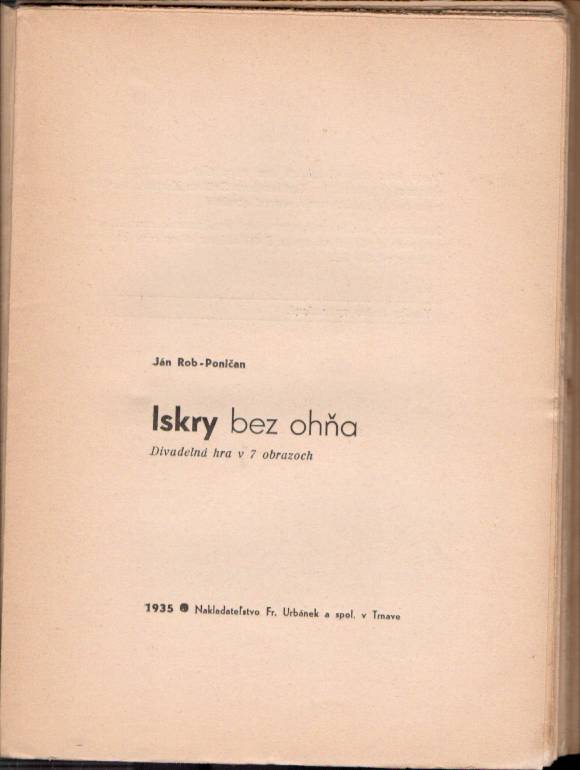 Ján Rob-Poničan
Iskry bez ohňa
Divadelná hra v 7 obrazoch
1935 ● Nakladateľstvo Fr. Urbánek a spol. v Trnave